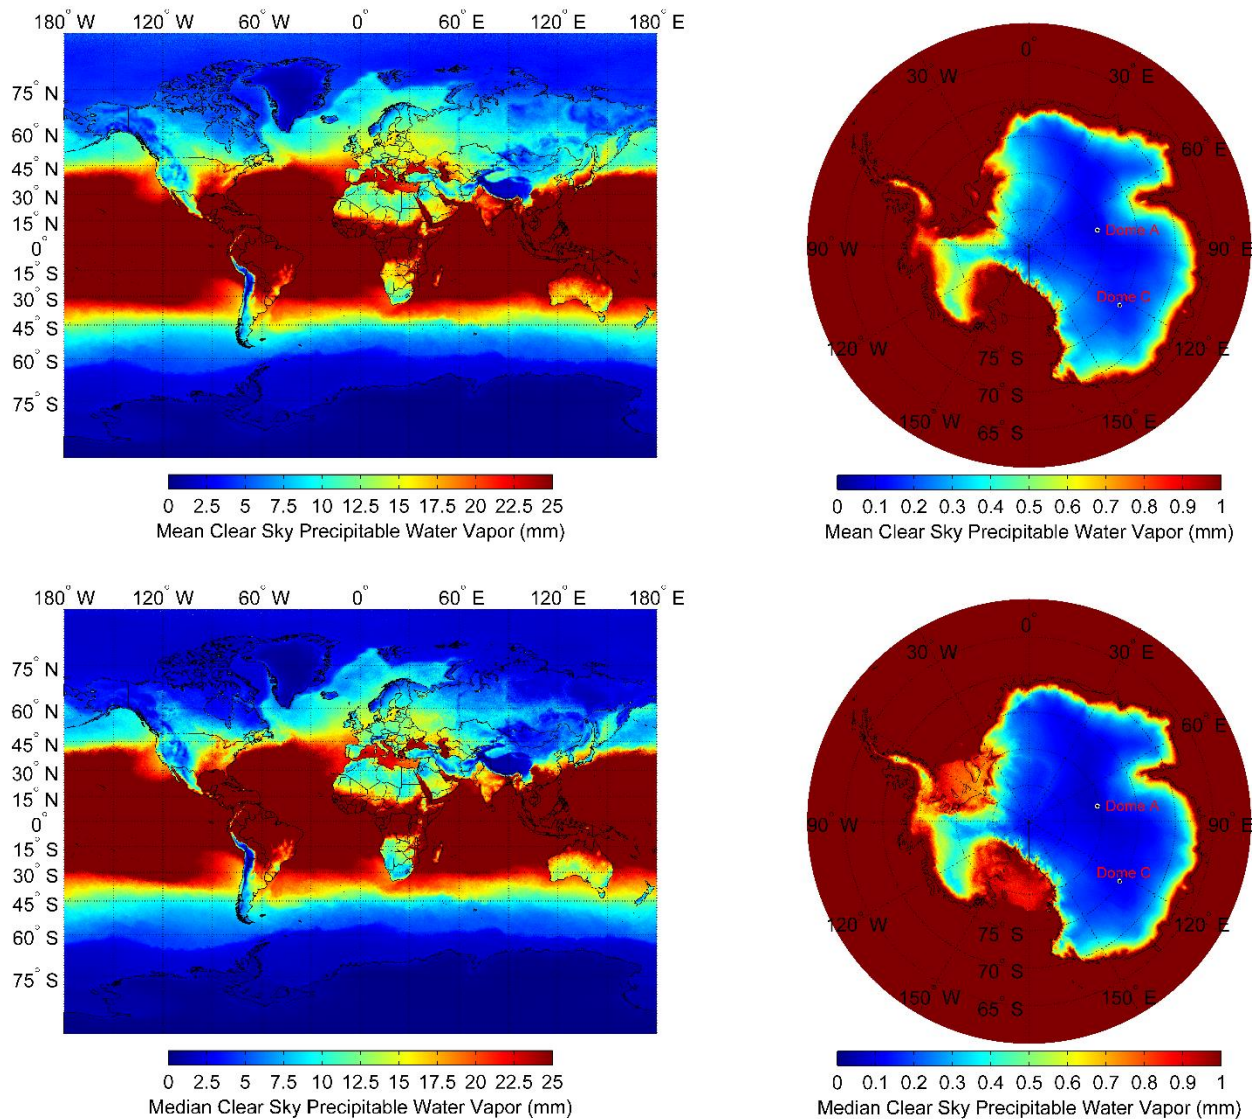 180° W 120° W 60° W 0° 60° E 120° E 180° E
75° N
60° N
45° N
30° N
15° N
0°
15° S
30° S
45° S
60° S
75° S
0 2.5 5 7.5 10 12.5 15 17.5 20 22.5 25
Mean Clear Sky Precipitable Water Vapor (mm)
0°
30° W 30° E
60° E
Dome A
90° W 90° E
Dome C
120° W 120° E
75° S
70° S
150° W 150° E
65° S
0 0.1 0.2 0.3 0.4 0.5 0.6 0.7 0.8 0.9 1
Mean Clear Sky Precipitable Water Vapor (mm)
180° W 120° W 60° W 0° 60° E 120° E 180° E
75° N
60° N
45° N
30° N
15° N
0°
15° S
30° S
45° S
60° S
75° S
0 2.5 5 7.5 10 12.5 15 17.5 20 22.5 25
Median Clear Sky Precipitable Water Vapor (mm)
0°
30° W 30° E
60° E
Dome A
90° W 90° E
Dome C
120° W 120° E
75° S
70° S
150° W 150° E
65° S
0 0.1 0.2 0.3 0.4 0.5 0.6 0.7 0.8 0.9 1
Median Clear Sky Precipitable Water Vapor (mm)